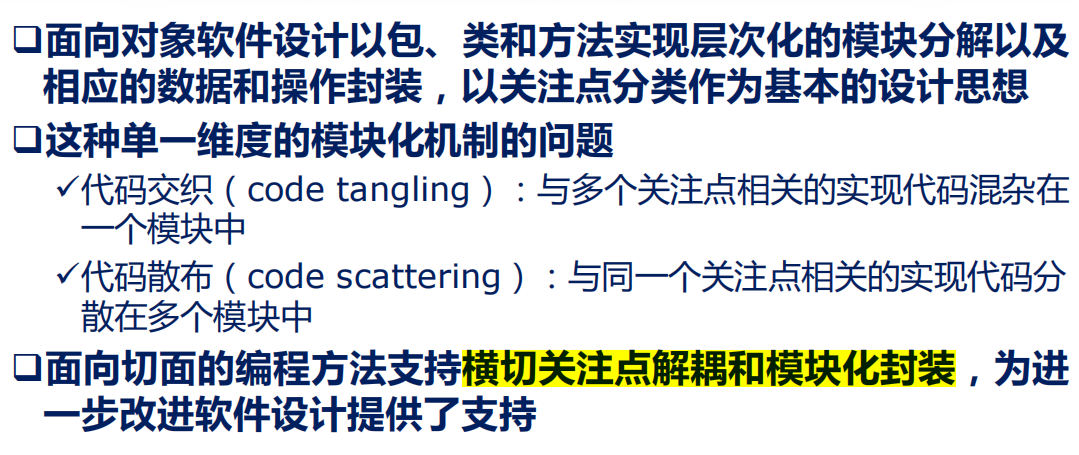 ❑面向对象软件设计以包、类和方法实现层次化的模块分解以及
相应的数据和操作封装，以关注点分类作为基本的设计思想
❑这种单一维度的模块化机制的问题
✓代码交织（code tangling）：与多个关注点相关的实现代码混杂在
一个模块中
✓代码散布（code scattering）：与同一个关注点相关的实现代码分
散在多个模块中
❑面向切面的编程方法支持横切关注点解耦和模块化封装，为进
一步改进软件设计提供了支持